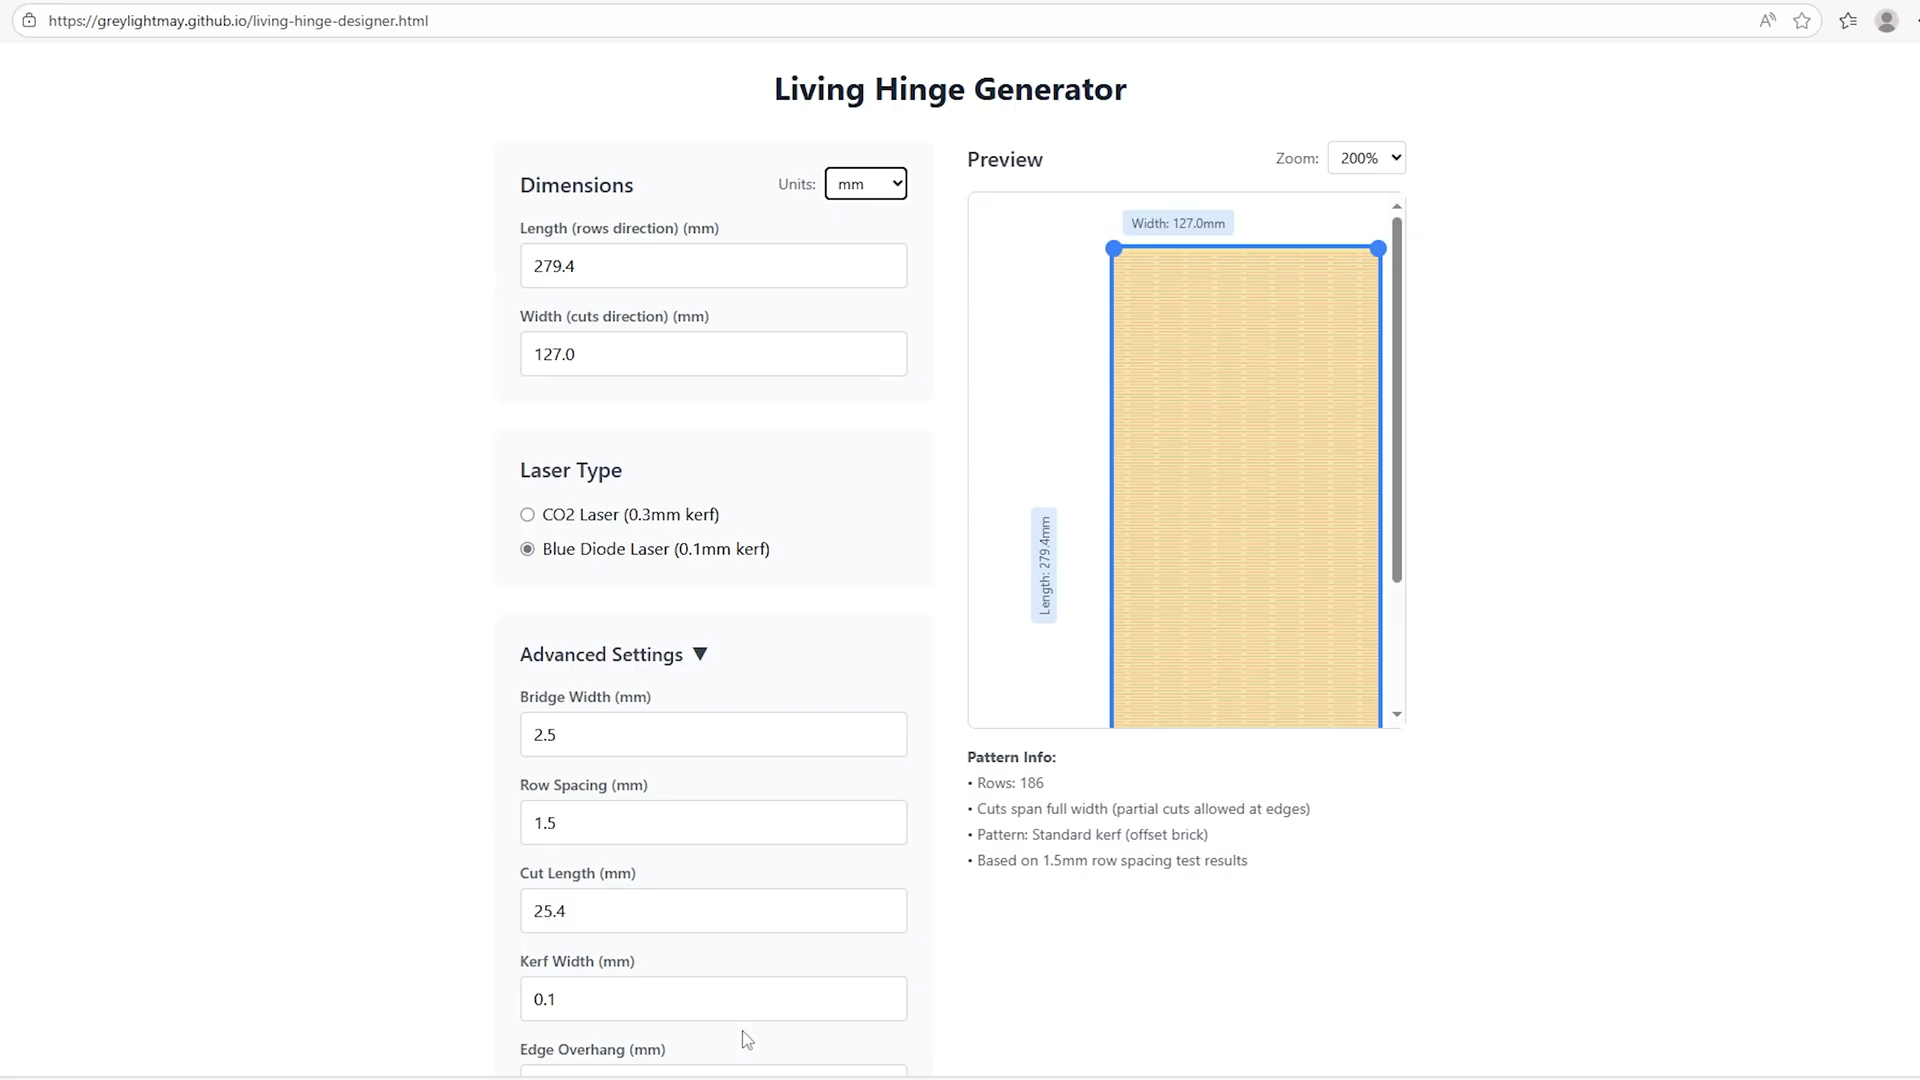 https://greylightmay.github.io/living-hinge-designer.html
Living Hinge Generator
Dimensions
Units: mm
Length (rows direction) (mm)
279.4
Width (cuts direction) (mm)
127.0
Laser Type
CO2 Laser (0.3mm kerf)
Blue Diode Laser (0.1mm kerf)
Advanced Settings ▼
Bridge Width (mm)
2.5
Row Spacing (mm)
1.5
Cut Length (mm)
25.4
Kerf Width (mm)
0.1
Edge Overhang (mm)
Preview
Zoom: 200%
Width: 127.0mm
Length: 279.4mm
Pattern Info:
• Rows: 186
• Cuts span full width (partial cuts allowed at edges)
• Pattern: Standard kerf (offset brick)
• Based on 1.5mm row spacing test results